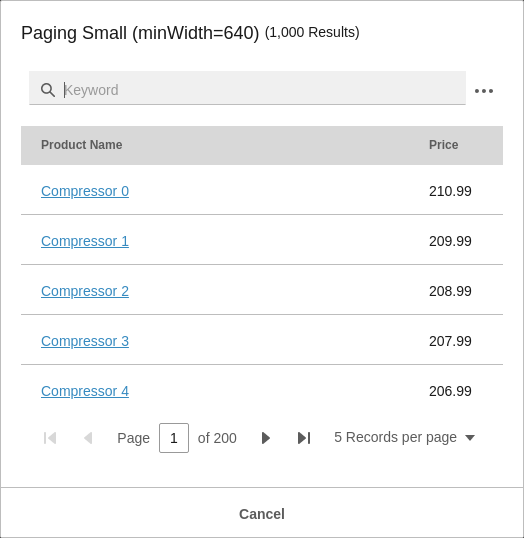 Paging Small (minWidth=640) (1,000 Results)
Keyword
Product Name Price
Compressor 0 210.99
Compressor 1 209.99
Compressor 2 208.99
Compressor 3 207.99
Compressor 4 206.99
Page 1 of 200 5 Records per page
Cancel